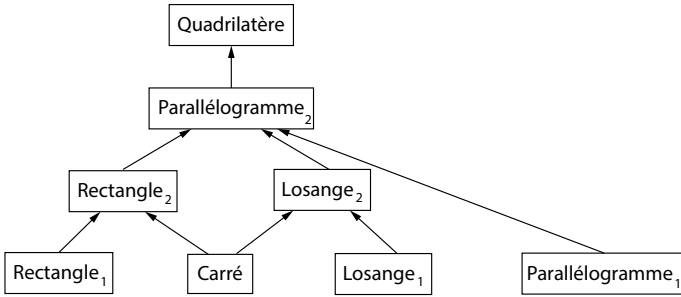 Quadrilatère
Parallélogramme₂
Rectangle₂
Losange₂
Rectangle₁
Carré
Losange₁
Parallélogramme₁